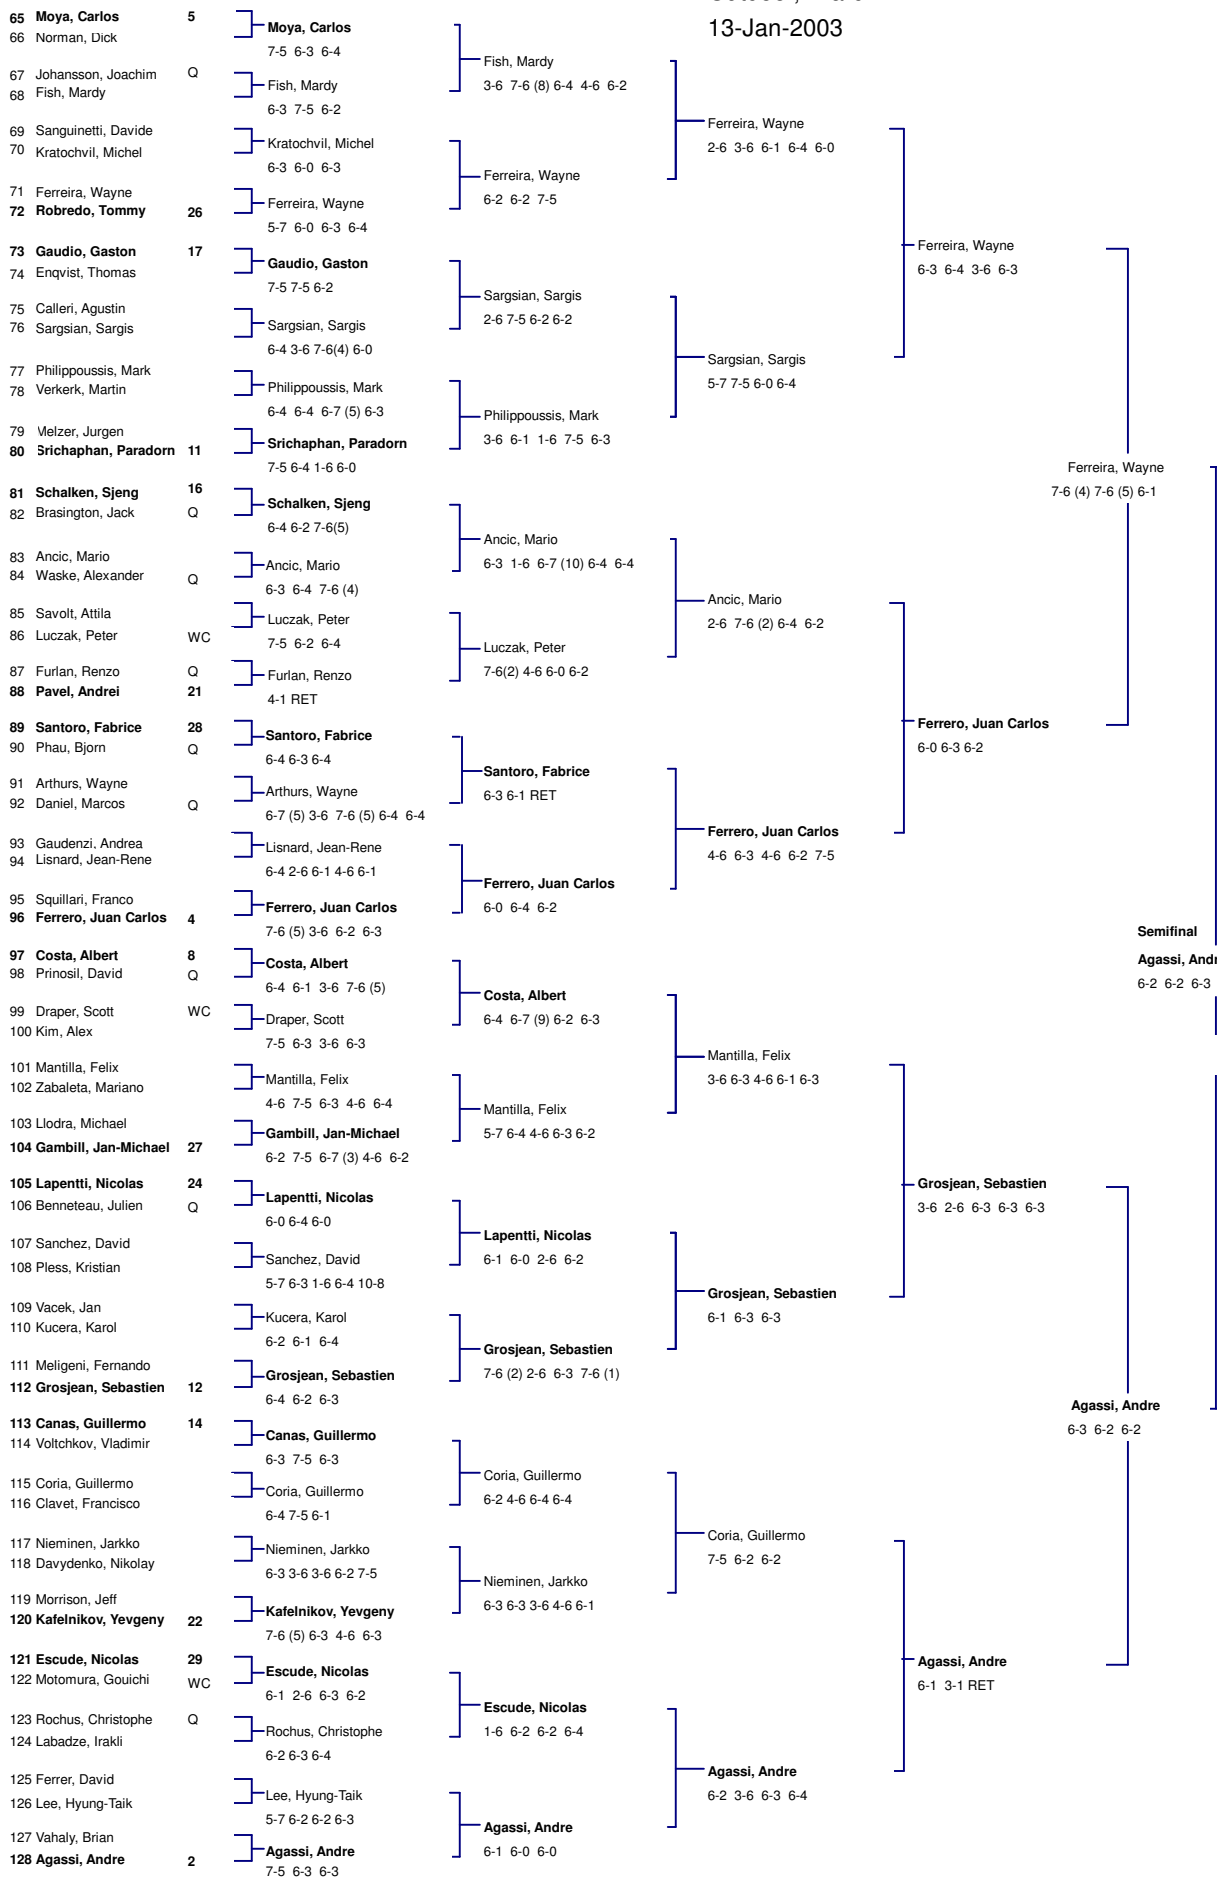 13-Jan-2003
65 Moya, Carlos 5
66 Norman, Dick
67 Johansson, Joachim Q
68 Fish, Mardy
69 Sanguinetti, Davide
70 Kratochvil, Michel
71 Ferreira, Wayne
72 Robredo, Tommy 26
73 Gaudio, Gaston 17
74 Enqvist, Thomas
75 Calleri, Agustin
76 Sargsian, Sargis
77 Philippoussis, Mark
78 Verkerk, Martin
79 Melzer, Jurgen
80 Srichaphan, Paradorn 11
81 Schalken, Sjeng 16
82 Brasington, Jack Q
83 Ancic, Mario
84 Waske, Alexander Q
85 Savolt, Attila
86 Luczak, Peter WC
87 Furlan, Renzo Q
88 Pavel, Andrei 21
89 Santoro, Fabrice 28
90 Phau, Bjorn Q
91 Arthurs, Wayne
92 Daniel, Marcos Q
93 Gaudenzi, Andrea
94 Lisnard, Jean-Rene
95 Squillari, Franco
96 Ferrero, Juan Carlos 4
97 Costa, Albert 8
98 Prinosil, David Q
99 Draper, Scott WC
100 Kim, Alex
101 Mantilla, Felix
102 Zabaleta, Mariano
103 Llodra, Michael
104 Gambill, Jan-Michael 27
105 Lapentti, Nicolas 24
106 Benneteau, Julien Q
107 Sanchez, David
108 Pless, Kristian
109 Vacek, Jan
110 Kucera, Karol
111 Meligeni, Fernando
112 Grosjean, Sebastien 12
113 Canas, Guillermo 14
114 Voltchkov, Vladimir
115 Coria, Guillermo
116 Clavet, Francisco
117 Nieminen, Jarkko
118 Davydenko, Nikolay
119 Morrison, Jeff
120 Kafelnikov, Yevgeny 22
121 Escude, Nicolas 29
122 Motomura, Gouichi WC
123 Rochus, Christophe Q
124 Labadze, Irakli
125 Ferrer, David
126 Lee, Hyung-Taik
127 Vahaly, Brian
128 Agassi, Andre 2
Moya, Carlos
7-5 6-3 6-4
Fish, Mardy
6-3 7-5 6-2
Kratochvil, Michel
6-3 6-0 6-3
Ferreira, Wayne
5-7 6-0 6-3 6-4
Gaudio, Gaston
7-5 7-5 6-2
Sargsian, Sargis
6-4 3-6 7-6(4) 6-0
Philippoussis, Mark
6-4 6-4 6-7 (5) 6-3
Srichaphan, Paradorn
7-5 6-4 1-6 6-0
Schalken, Sjeng
6-4 6-2 7-6(5)
Ancic, Mario
6-3 6-4 7-6 (4)
Luczak, Peter
7-5 6-2 6-4
Furlan, Renzo
4-1 RET
Santoro, Fabrice
6-4 6-3 6-4
Arthurs, Wayne
6-7 (5) 3-6 7-6 (5) 6-4 6-4
Lisnard, Jean-Rene
6-4 2-6 6-1 4-6 6-1
Ferrero, Juan Carlos
7-6 (5) 3-6 6-2 6-3
Costa, Albert
6-4 6-1 3-6 7-6 (5)
Draper, Scott
7-5 6-3 3-6 6-3
Mantilla, Felix
4-6 7-5 6-3 4-6 6-4
Gambill, Jan-Michael
6-2 7-5 6-7 (3) 4-6 6-2
Lapentti, Nicolas
6-0 6-4 6-0
Sanchez, David
5-7 6-3 1-6 6-4 10-8
Kucera, Karol
6-2 6-1 6-4
Grosjean, Sebastien
6-4 6-2 6-3
Canas, Guillermo
6-3 7-5 6-3
Coria, Guillermo
6-4 7-5 6-1
Nieminen, Jarkko
6-3 3-6 3-6 6-2 7-5
Kafelnikov, Yevgeny
7-6 (5) 6-3 4-6 6-3
Escude, Nicolas
6-1 2-6 6-3 6-2
Rochus, Christophe
6-2 6-3 6-4
Lee, Hyung-Taik
5-7 6-2 6-2 6-3
Agassi, Andre
7-5 6-3 6-3
Fish, Mardy
3-6 7-6 (8) 6-4 4-6 6-2
Ferreira, Wayne
6-2 6-2 7-5
Sargsian, Sargis
2-6 7-5 6-2 6-2
Philippoussis, Mark
3-6 6-1 1-6 7-5 6-3
Ancic, Mario
6-3 1-6 6-7 (10) 6-4 6-4
Luczak, Peter
7-6(2) 4-6 6-0 6-2
Santoro, Fabrice
6-3 6-1 RET
Ferrero, Juan Carlos
6-0 6-4 6-2
Costa, Albert
6-4 6-7 (9) 6-2 6-3
Mantilla, Felix
5-7 6-4 4-6 6-3 6-2
Lapentti, Nicolas
6-1 6-0 2-6 6-2
Grosjean, Sebastien
7-6 (2) 2-6 6-3 7-6 (1)
Coria, Guillermo
6-2 4-6 6-4 6-4
Nieminen, Jarkko
6-3 6-3 3-6 4-6 6-1
Escude, Nicolas
1-6 6-2 6-2 6-4
Agassi, Andre
6-1 6-0 6-0
Ferreira, Wayne
2-6 3-6 6-1 6-4 6-0
Sargsian, Sargis
5-7 7-5 6-0 6-4
Ancic, Mario
2-6 7-6 (2) 6-4 6-2
Ferrero, Juan Carlos
4-6 6-3 4-6 6-2 7-5
Mantilla, Felix
3-6 6-3 4-6 6-1 6-3
Grosjean, Sebastien
6-1 6-3 6-3
Coria, Guillermo
7-5 6-2 6-2
Agassi, Andre
6-2 3-6 6-3 6-4
Ferreira, Wayne
6-3 6-4 3-6 6-3
Ferrero, Juan Carlos
6-0 6-3 6-2
Grosjean, Sebastien
3-6 2-6 6-3 6-3 6-3
Agassi, Andre
6-1 3-1 RET
Ferreira, Wayne
7-6 (4) 7-6 (5) 6-1
Agassi, Andre
6-3 6-2 6-2
Semifinal
Agassi, Andr
6-2 6-2 6-3